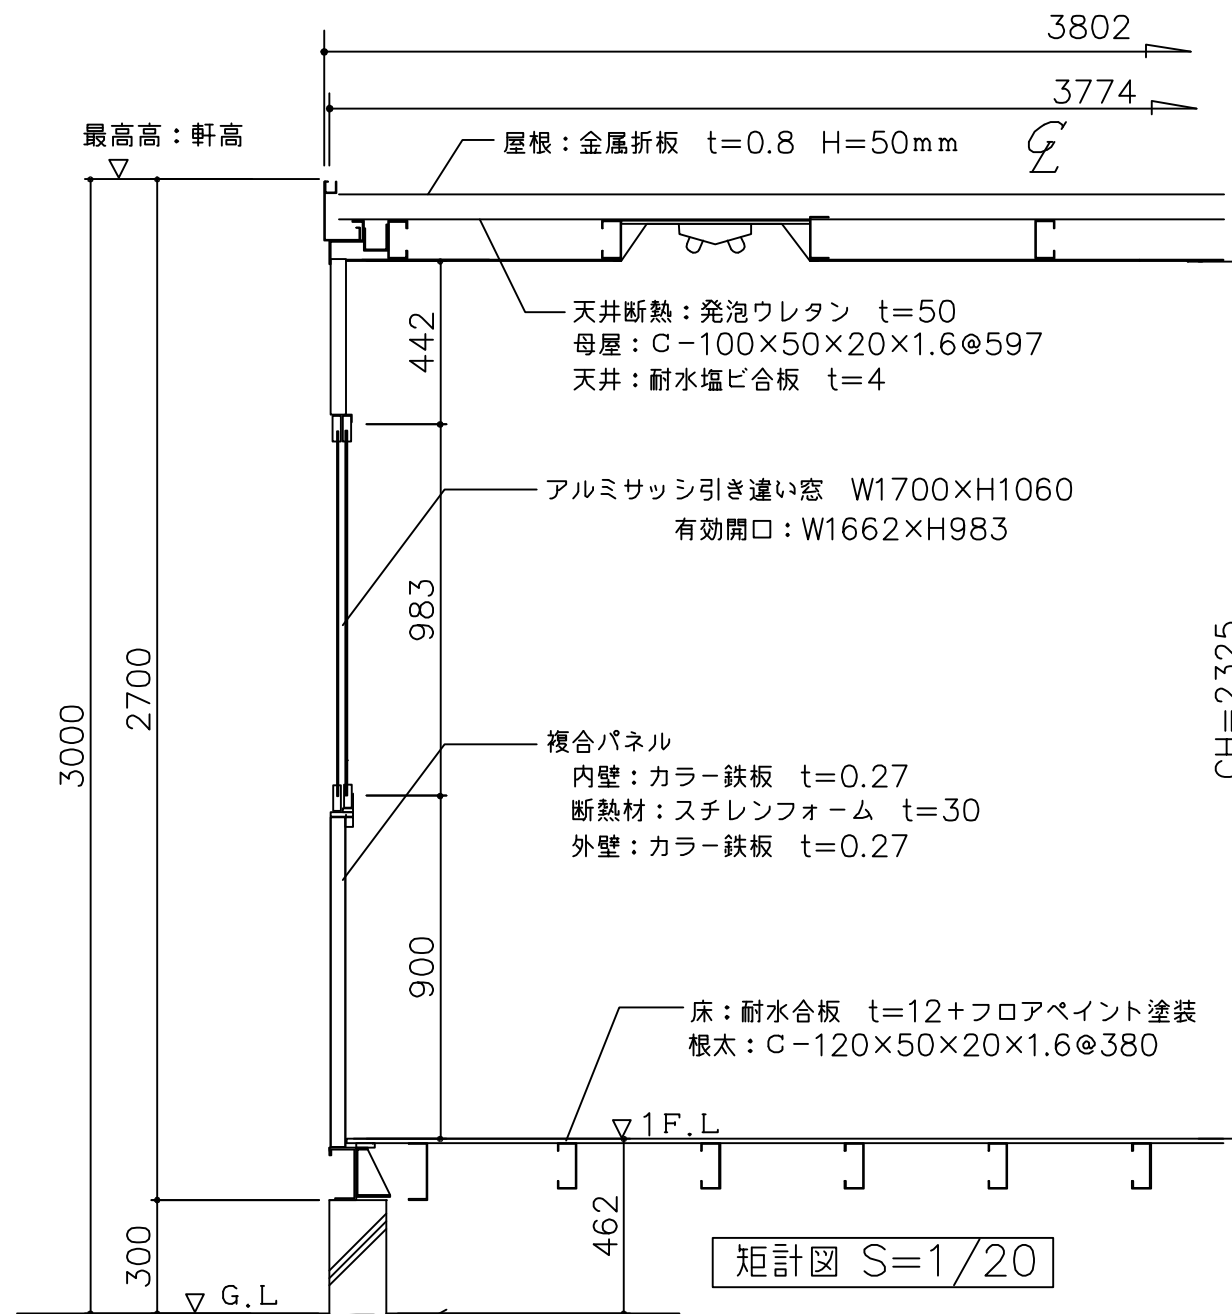 3802
3774
最高高：軒高
屋根：金属折板 t=0.8 H=50mm
CL
天井断熱：発泡ウレタン t=50
母屋：C-100×50×20×1.6@597
天井：耐水塩ビ合板 t=4
442
アルミサッシ引き違い窓 W1700×H1060
有効開口：W1662×H983
983
CH=2325
2700
3000
複合パネル
内壁：カラー鉄板 t=0.27
断熱材：スチレンフォーム t=30
外壁：カラー鉄板 t=0.27
900
床：耐水合板 t=12+フロアペイント塗装
根太：C-120×50×20×1.6@380
1F.L
462
300
矩計図 S=1/20
G.L